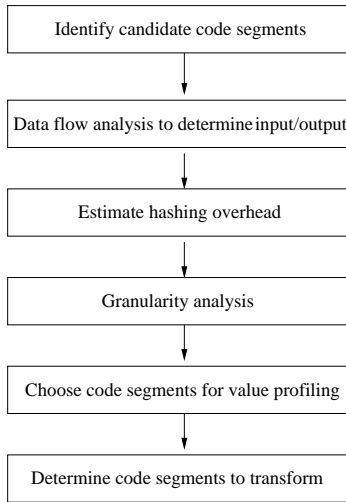 Identify candidate code segments
Data flow analysis to determine input/output
Estimate hashing overhead
Granularity analysis
Choose code segments for value profiling
Determine code segments to transform